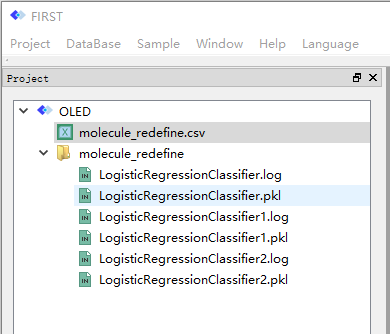 FIRST
Project DataBase Sample Window Help Language
Project
OLED
molecule_redefine.csv
molecule_redefine
LogisticRegressionClassifier.log
LogisticRegressionClassifier.pkl
LogisticRegressionClassifier1.log
LogisticRegressionClassifier1.pkl
LogisticRegressionClassifier2.log
LogisticRegressionClassifier2.pkl